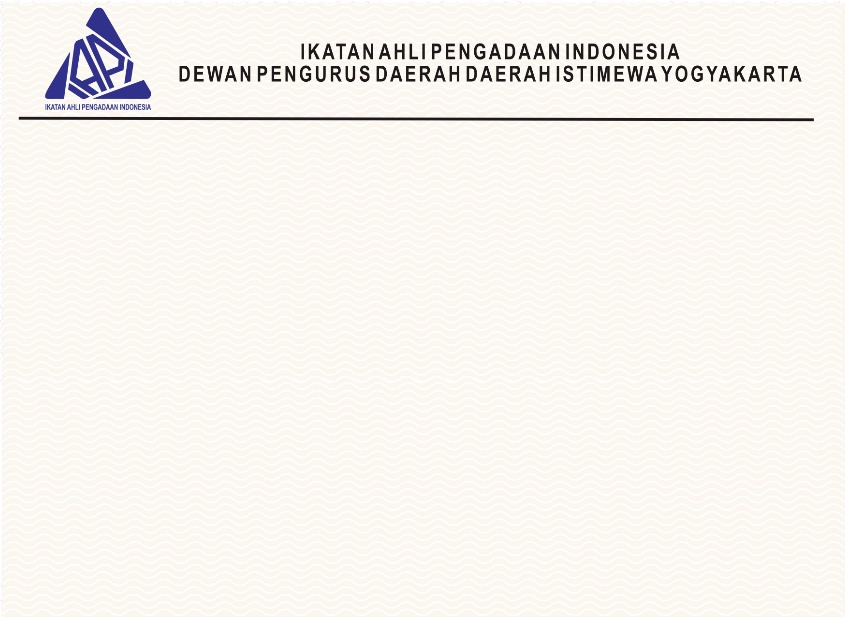 IAPI
IKATAN AHLI PENGADAAN INDONESIA
IKATAN AHLI PENGADAAN INDONESIA
DEWAN PENGURUS DAERAH DAERAH ISTIMEWA YOGYAKARTA